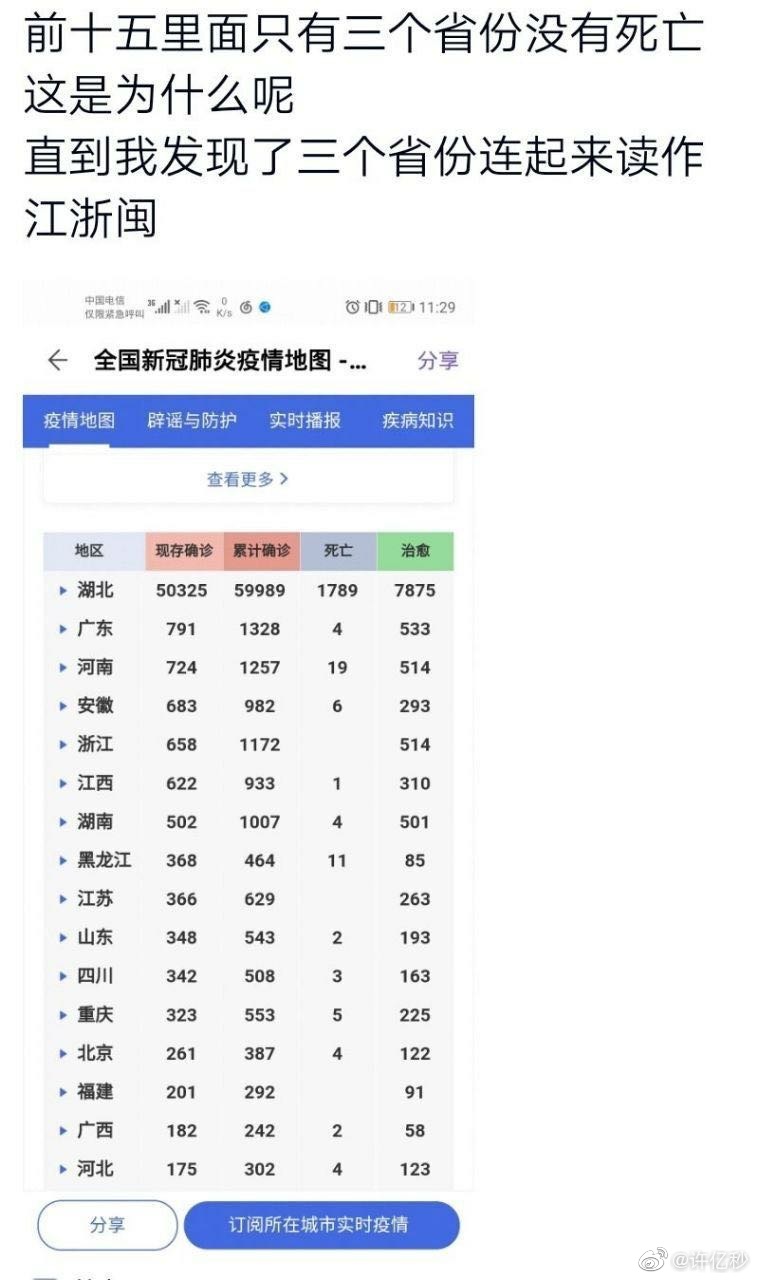 前十五里面只有三个省份没有死亡
这是为什么呢
直到我发现了三个省份连起来读作
江浙闽
中国电信
仅限紧急呼叫
3G
0
K/s
12
11:29
全国新冠肺炎疫情地图 -...
分享
疫情地图 辟谣与防护 实时播报 疾病知识
查看更多 >
地区 现存确诊 累计确诊 死亡 治愈
湖北 50325 59989 1789 7875
广东 791 1328 4 533
河南 724 1257 19 514
安徽 683 982 6 293
浙江 658 1172 514
江西 622 933 1 310
湖南 502 1007 4 501
黑龙江 368 464 11 85
江苏 366 629 263
山东 348 543 2 193
四川 342 508 3 163
重庆 323 553 5 225
北京 261 387 4 122
福建 201 292 91
广西 182 242 2 58
河北 175 302 4 123
分享 订阅所在城市实时疫情
@许亿秒